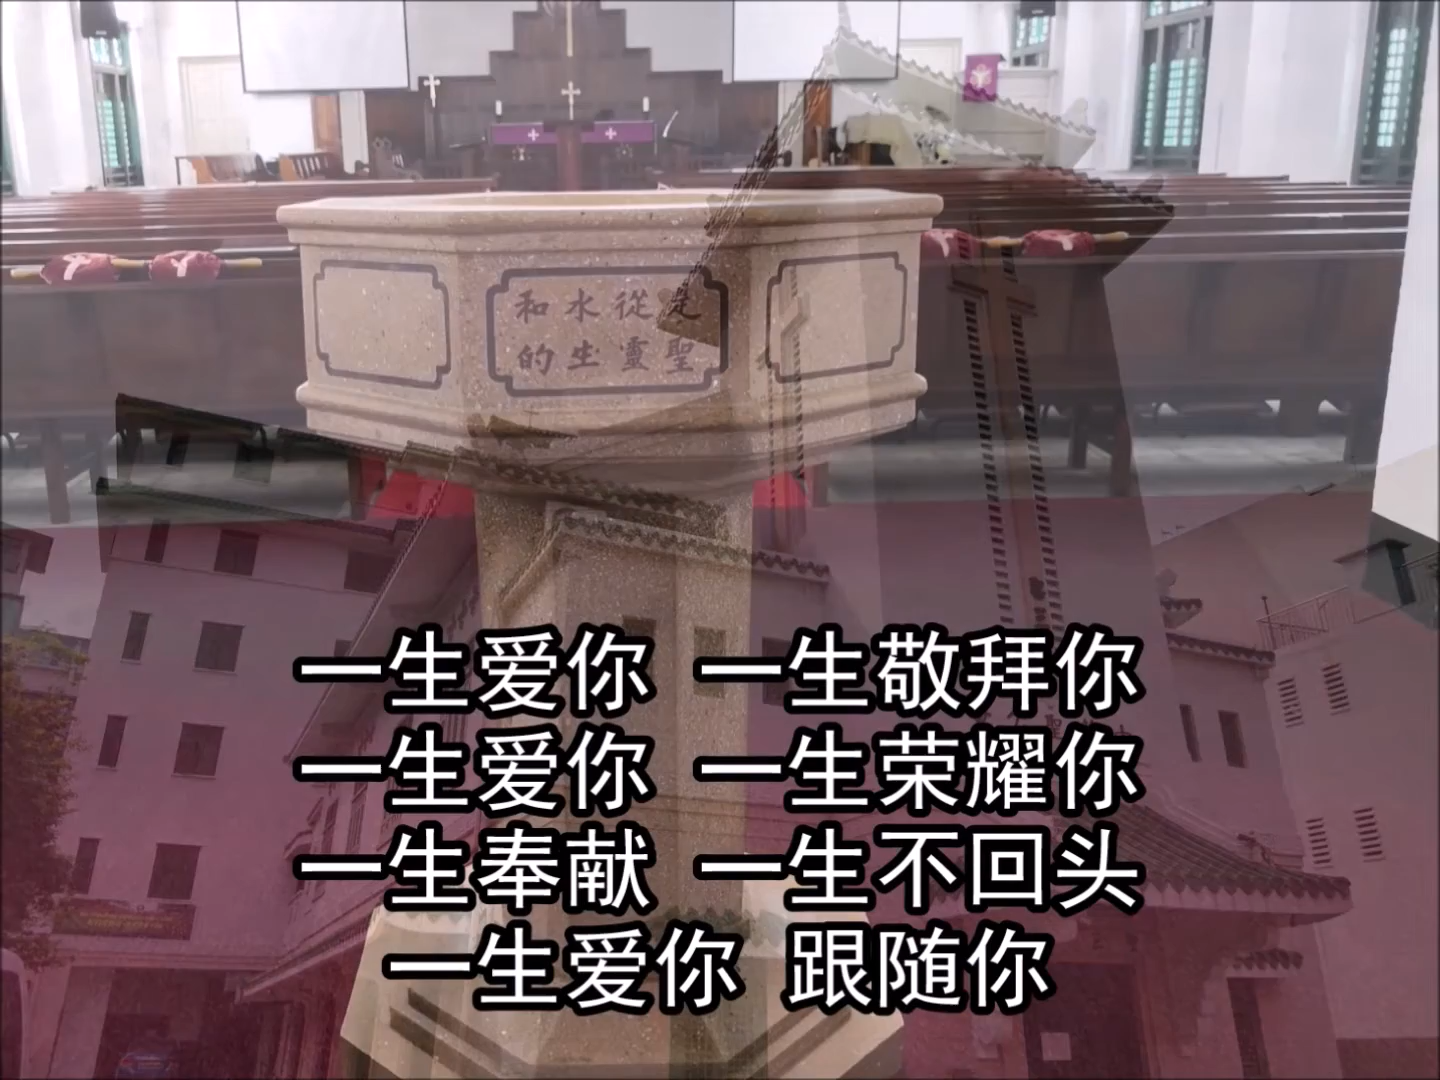 是從水和
聖靈生的
一生爱你 一生敬拜你
一生爱你 一生荣耀你
一生奉献 一生不回头
一生爱你 跟随你